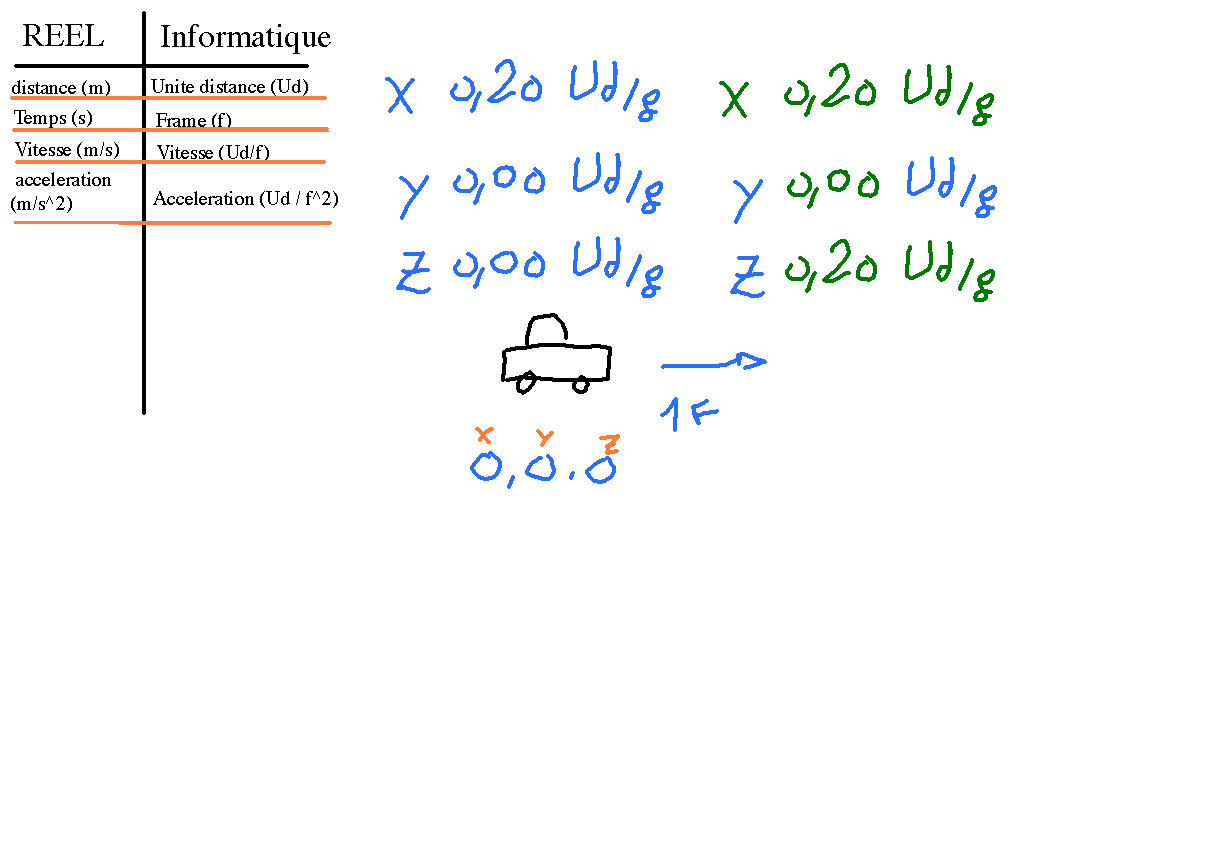 REEL Informatique
distance (m) Unite distance (Ud)
Temps (s) Frame (f)
Vitesse (m/s) Vitesse (Ud/f)
acceleration (m/s^2) Acceleration (Ud / f^2)
X 0,20 Ud/g
Y 0,00 Ud/g
Z 0,00 Ud/g
X 0,20 Ud/g
Y 0,00 Ud/g
Z 0,20 Ud/g
1F
X Y Z
0,0.0